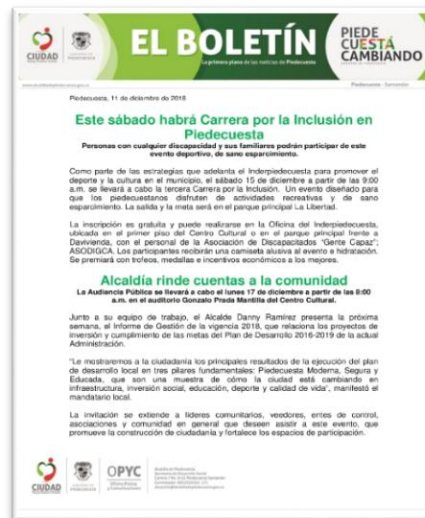 CIUDAD
EL BOLETÍN
La primera plana de las noticias de Piedecuesta
PIEDE
CUESTA
CAMBIANDO
Piedecuesta - Santander
Piedecuesta, 11 de diciembre de 2018
Este sábado habrá Carrera por la Inclusión en
Piedecuesta
Personas con cualquier discapacidad y sus familiares podrán participar de este
evento deportivo, de sano esparcimiento.
Como parte de las estrategias que adelanta el Inderpiedecuesta para promover el
deporte y la cultura en el municipio, el sábado 15 de diciembre a partir de las 9:00
a.m. se llevará a cabo la tercera Carrera por la Inclusión. Un evento diseñado para
que los piedecuestanos disfruten de actividades recreativas y de sano
esparcimiento. La salida y la meta será en el parque principal La Libertad.
La inscripción es gratuita y puede realizarse en la Oficina del Inderpiedecuesta,
ubicada en el primer piso del Centro Cultural o en el parque principal frente a
Davivienda, con el personal de la Asociación de Discapacitados "Gente Capaz";
ASODIGCA. Los participantes recibirán una camiseta alusiva al evento e hidratación.
Se premiará con trofeos, medallas e incentivos económicos a los mejores.
Alcaldía rinde cuentas a la comunidad
La Audiencia Pública se llevará a cabo el lunes 17 de diciembre a partir de las 8:00
a.m. en el auditorio Gonzalo Prada Mantilla del Centro Cultural.
Junto a su equipo de trabajo, el Alcalde Danny Ramírez presenta la próxima
semana, el Informe de Gestión de la vigencia 2018, que relaciona los proyectos de
inversión y cumplimiento de las metas del Plan de Desarrollo 2016-2019 de la actual
Administración.
"Le mostraremos a la ciudadanía los principales resultados de la ejecución del plan
de desarrollo local en tres pilares fundamentales: Piedecuesta Moderna, Segura y
Educada, que son una muestra de cómo la ciudad está cambiando en
infraestructura, inversión social, educación, deporte y calidad de vida", manifestó el
mandatario local.
La invitación se extiende a líderes comunitarios, veedores, entes de control,
asociaciones y comunidad en general que deseen asistir a este evento, que
promueve la construcción de ciudadanía y fortalece los espacios de participación.
CIUDAD
OPYC